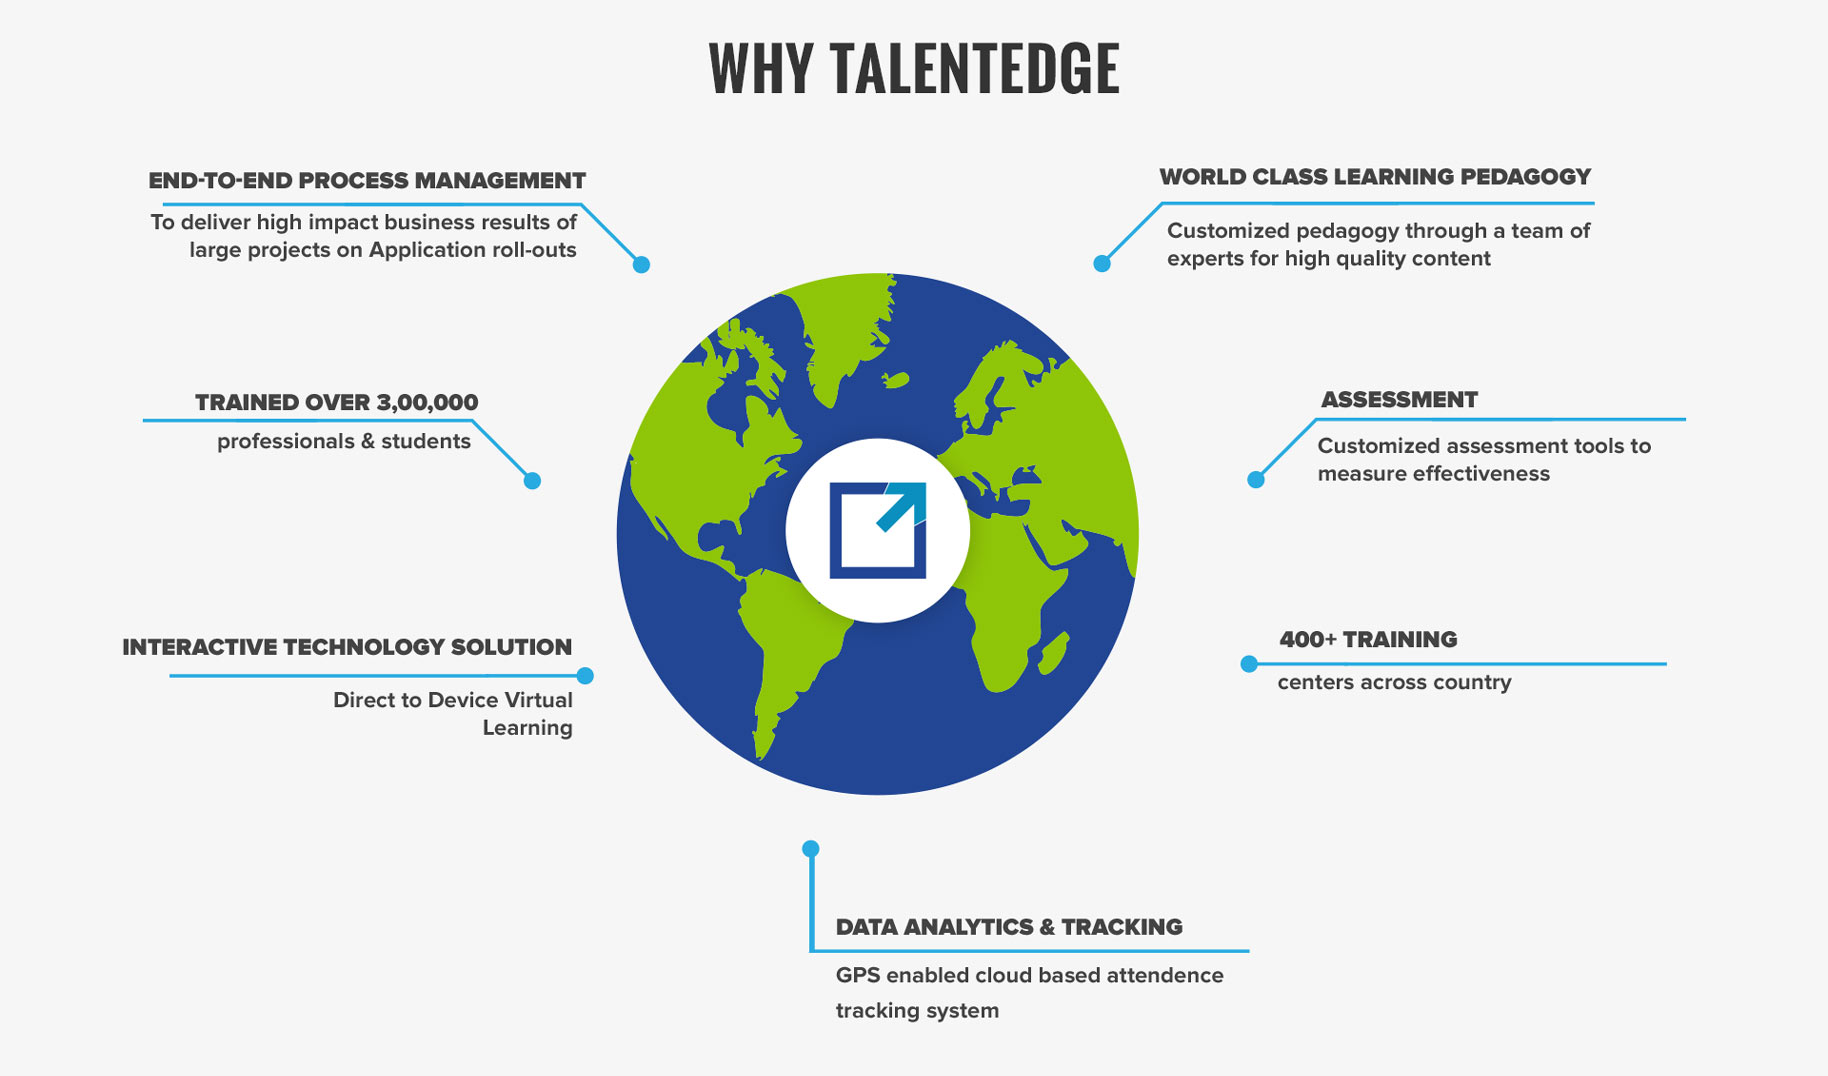 WHY TALENTEDGE
END-TO-END PROCESS MANAGEMENT
To deliver high impact business results of
large projects on Application roll-outs
WORLD CLASS LEARNING PEDAGOGY
Customized pedagogy through a team of
experts for high quality content
TRAINED OVER 3,00,000
professionals & students
ASSESSMENT
Customized assessment tools to
measure effectiveness
INTERACTIVE TECHNOLOGY SOLUTION
Direct to Device Virtual
Learning
400+ TRAINING
centers across country
DATA ANALYTICS & TRACKING
GPS enabled cloud based attendence
tracking system